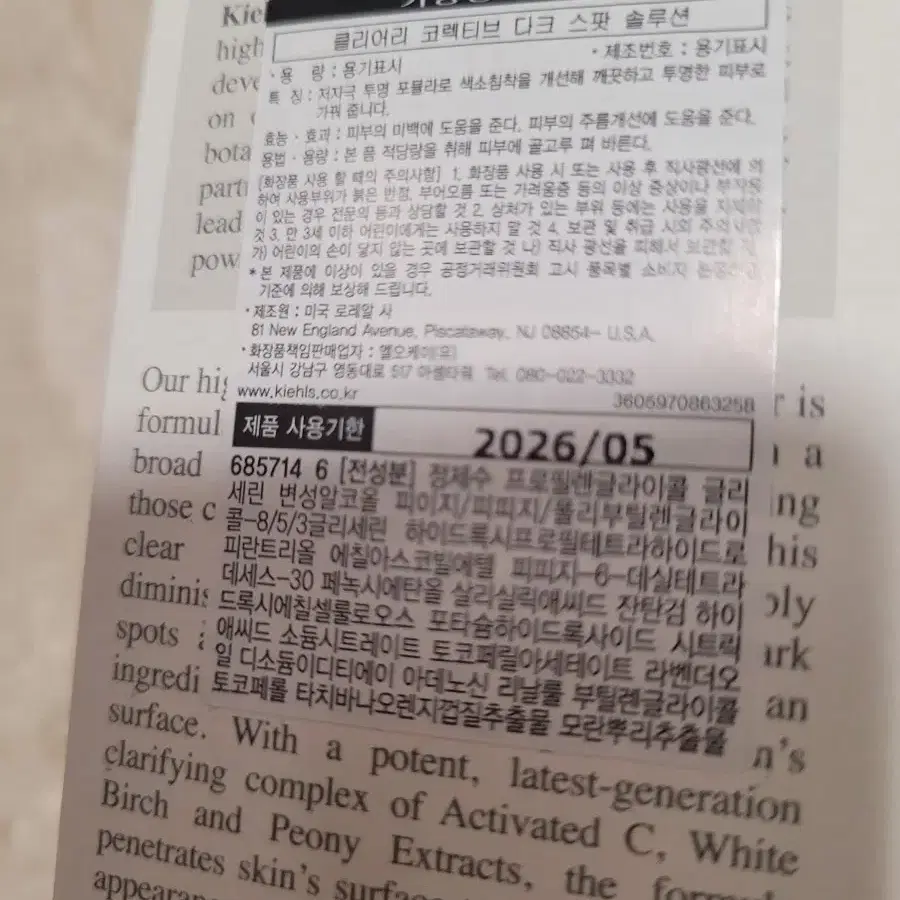 클리어리 코렉티브 다크 스팟 솔루션
· 용 량 : 용기표시 · 제조번호 : 용기표시
특 징 : 저자극 투명 포뮬라로 색소침착을 개선해 깨끗하고 투명한 피부로
가꿔 줍니다.
효능 · 효과 : 피부의 미백에 도움을 준다. 피부의 주름개선에 도움을 준다.
용법 · 용량 : 본 품 적당량을 취해 피부에 골고루 펴 바른다.
[화장품 사용 할 때의 주의사항] 1. 화장품 사용 시 또는 사용 후 직사광선에 의
하여 사용부위가 붉은 반점, 부어오름 또는 가려움증 등의 이상 증상이나 부작용
이 있는 경우 전문의 등과 상담할 것 2. 상처가 있는 부위 등에는 사용을 자제할
것 3. 만 3세 이하 어린이에게는 사용하지 말 것 4. 보관 및 취급 시의 주의사항
가) 어린이의 손이 닿지 않는 곳에 보관할 것 나) 직사 광선을 피해서 보관할 것
* 본 제품에 이상이 있을 경우 공정거래위원회 고시 품목별 소비자
기준에 의해 보상해 드립니다.
· 제조원 : 미국 로레알 사
81 New England Avenue, Piscataway, NJ 08854- U.S.A.
· 화장품책임판매업자 : 엘오케이(유)
서울시 강남구 영동대로 517 아셈타워 Tel. 080-022-3332
www.kiehls.co.kr 3605970863258
제품 사용기한 2026/05
685714 6 [전성분] 정제수 프로필렌글라이콜 글리
세린 변성알코올 피이지/피피지/폴리부틸렌글라이
콜-8/5/3글리세린 하이드록시프로필테트라하이드로
피란트리올 에칠아스코빌에텔 피피지-6-데실테트라
데세스-30 페녹시에탄올 살리실릭애씨드 잔탄검 하이
드록시에칠셀룰로오스 포타슘하이드록사이드 시트릭
애씨드 소듐시트레이트 토코페릴아세테이트 라벤더오
일 디소듐이디티에이 아데노신 리날룰 부틸렌글라이콜
토코페롤 타치바나오렌지껍질추출물 모란뿌리추출물
Kie
high
deve
on
bota
part
lead
pow
Our hig r is
formul a
broad ing
those c his
clear ply
diminis ark
spots an
ingredi n's
surface. With a potent, latest-generation
clarifying complex of Activated C, White
Birch and Peony Extracts, the formul
penetrates skin's surface
appearan